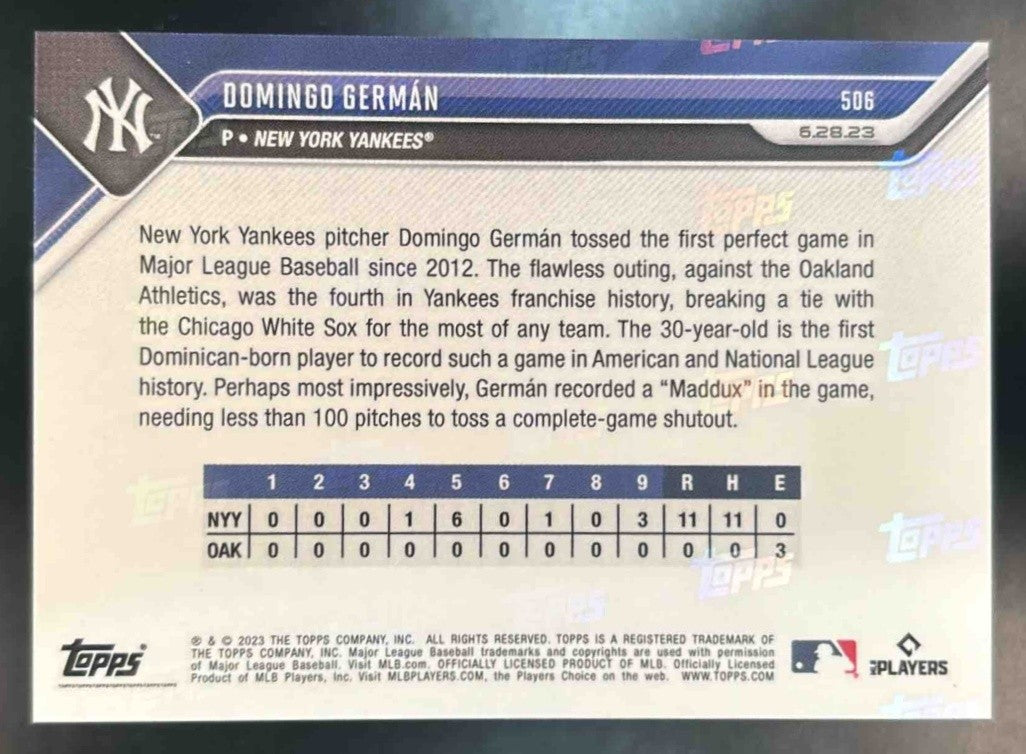 NY
DOMINGO GERMÁN
506
P • NEW YORK YANKEES®
6.28.23
New York Yankees pitcher Domingo Germán tossed the first perfect game in
Major League Baseball since 2012. The flawless outing, against the Oakland
Athletics, was the fourth in Yankees franchise history, breaking a tie with
the Chicago White Sox for the most of any team. The 30-year-old is the first
Dominican-born player to record such a game in American and National League
history. Perhaps most impressively, Germán recorded a “Maddux” in the game,
needing less than 100 pitches to toss a complete-game shutout.
1 2 3 4 5 6 7 8 9 R H E
NYY 0 0 0 1 6 0 1 0 3 11 11 0
OAK 0 0 0 0 0 0 0 0 0 0 0 3
Topps®
® & © 2023 THE TOPPS COMPANY, INC. ALL RIGHTS RESERVED. TOPPS IS A REGISTERED TRADEMARK OF
THE TOPPS COMPANY, INC. Major League Baseball trademarks and copyrights are used with permission
of Major League Baseball. Visit MLB.com. OFFICIALLY LICENSED PRODUCT OF MLB. Officially Licensed
Product of MLB Players, Inc. Visit MLBPLAYERS.COM, the Players Choice on the web. WWW.TOPPS.COM
PLAYERS